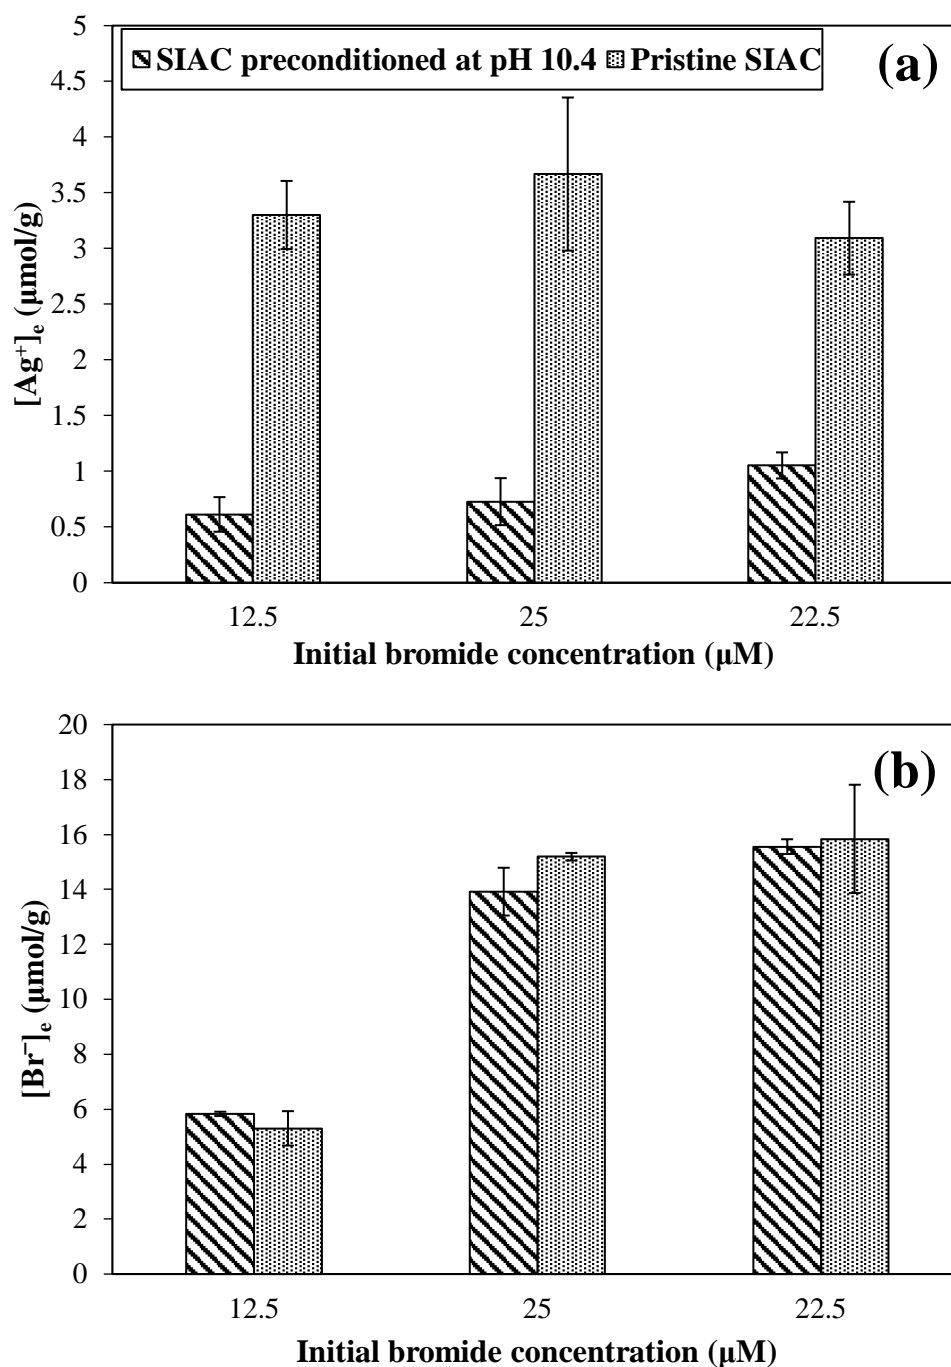 5
4.5
4
3.5
3
2.5
2
1.5
1
0.5
0
SIAC preconditioned at pH 10.4 Pristine SIAC
(a)
[Ag⁺]ₑ (µmol/g)
12.5 25 22.5
Initial bromide concentration (µM)
20
18
16
14
12
10
8
6
4
2
0
(b)
[Br⁻]ₑ (µmol/g)
12.5 25 22.5
Initial bromide concentration (µM)